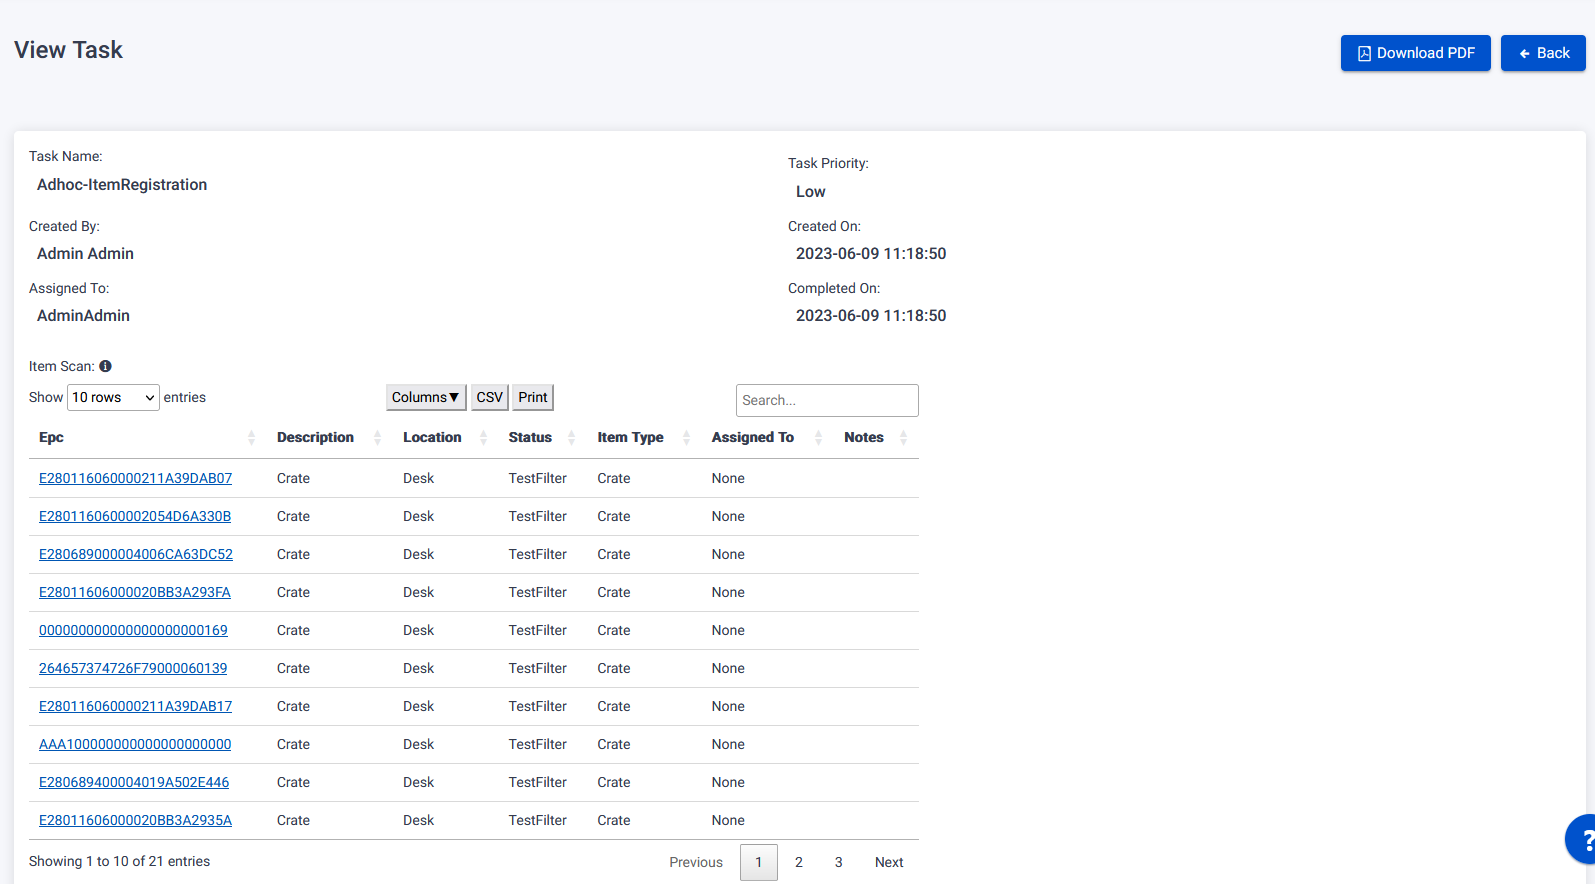 View Task
Download PDF
Back
Task Name:
Adhoc-ItemRegistration
Task Priority:
Low
Created By:
Admin Admin
Created On:
2023-06-09 11:18:50
Assigned To:
AdminAdmin
Completed On:
2023-06-09 11:18:50
Item Scan:
Show 10 rows entries
Columns▼ CSV Print
Search...
Epc Description Location Status Item Type Assigned To Notes
E280116060000211A39DAB07 Crate Desk TestFilter Crate None
E2801160600002054D6A330B Crate Desk TestFilter Crate None
E280689000004006CA63DC52 Crate Desk TestFilter Crate None
E28011606000020BB3A293FA Crate Desk TestFilter Crate None
000000000000000000000169 Crate Desk TestFilter Crate None
264657374726F79000060139 Crate Desk TestFilter Crate None
E280116060000211A39DAB17 Crate Desk TestFilter Crate None
AAA100000000000000000000 Crate Desk TestFilter Crate None
E280689400004019A502E446 Crate Desk TestFilter Crate None
E28011606000020BB3A2935A Crate Desk TestFilter Crate None
Showing 1 to 10 of 21 entries
Previous 1 2 3 Next
?